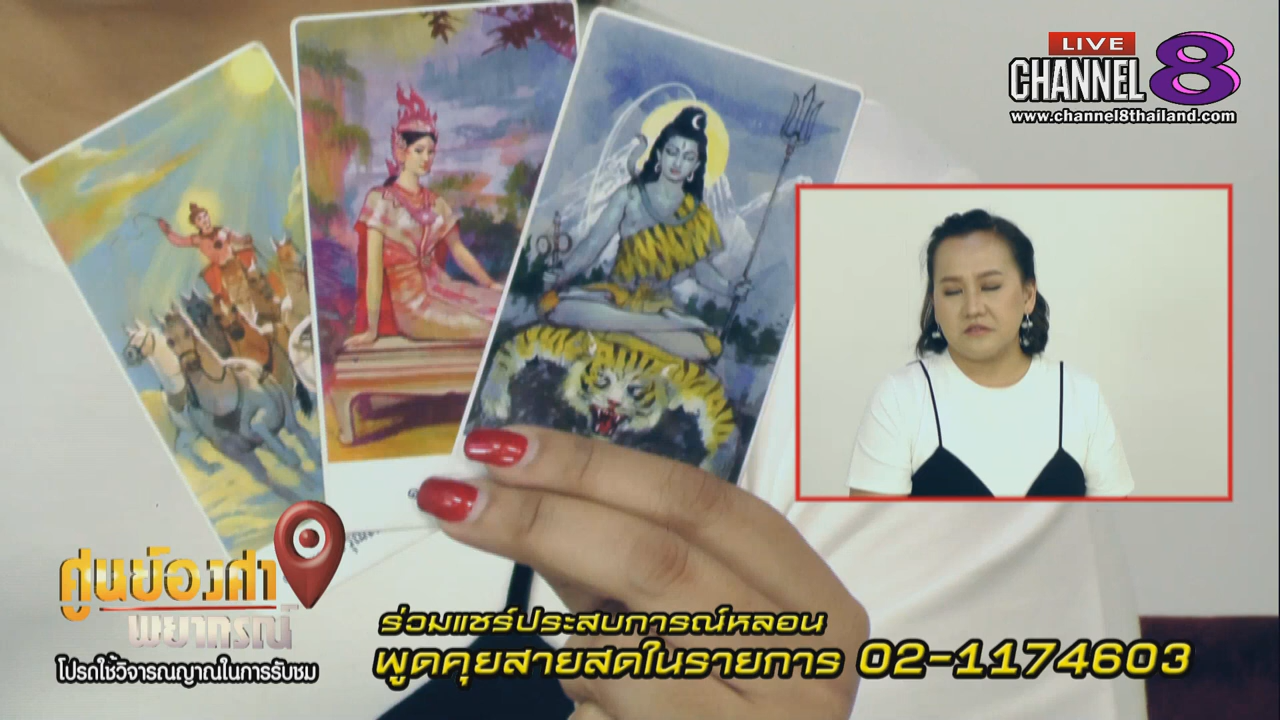 LIVE
CHANNEL 8
www.channel8thailand.com
ศูนย์องศา
พยากรณ์
โปรดใช้วิจารณญาณในการรับชม
ร่วมแชร์ประสบการณ์หลอน
พูดคุยสายสดในรายการ 02-1174603